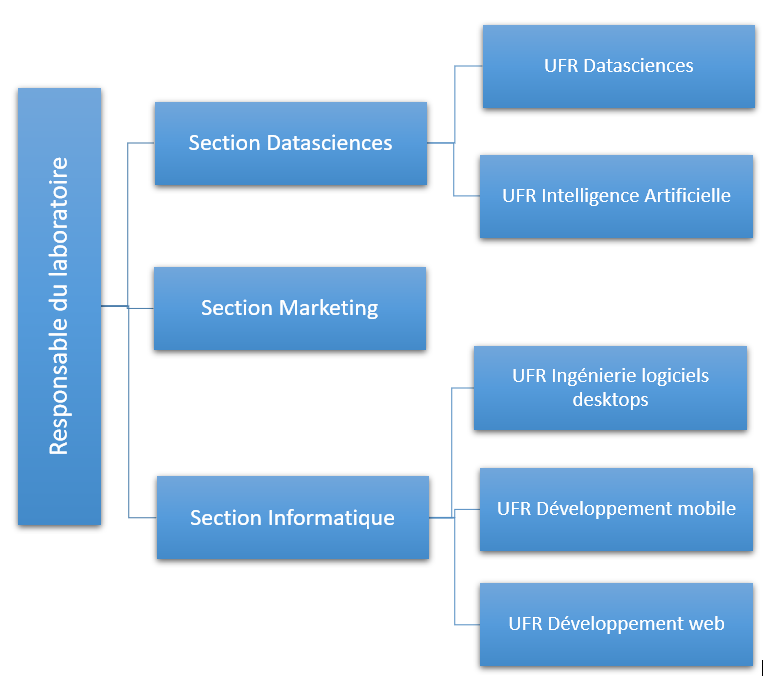 Responsable du laboratoire
Section Datasciences
UFR Datasciences
UFR Intelligence Artificielle
Section Marketing
Section Informatique
UFR Ingénierie logiciels
desktops
UFR Développement mobile
UFR Développement web